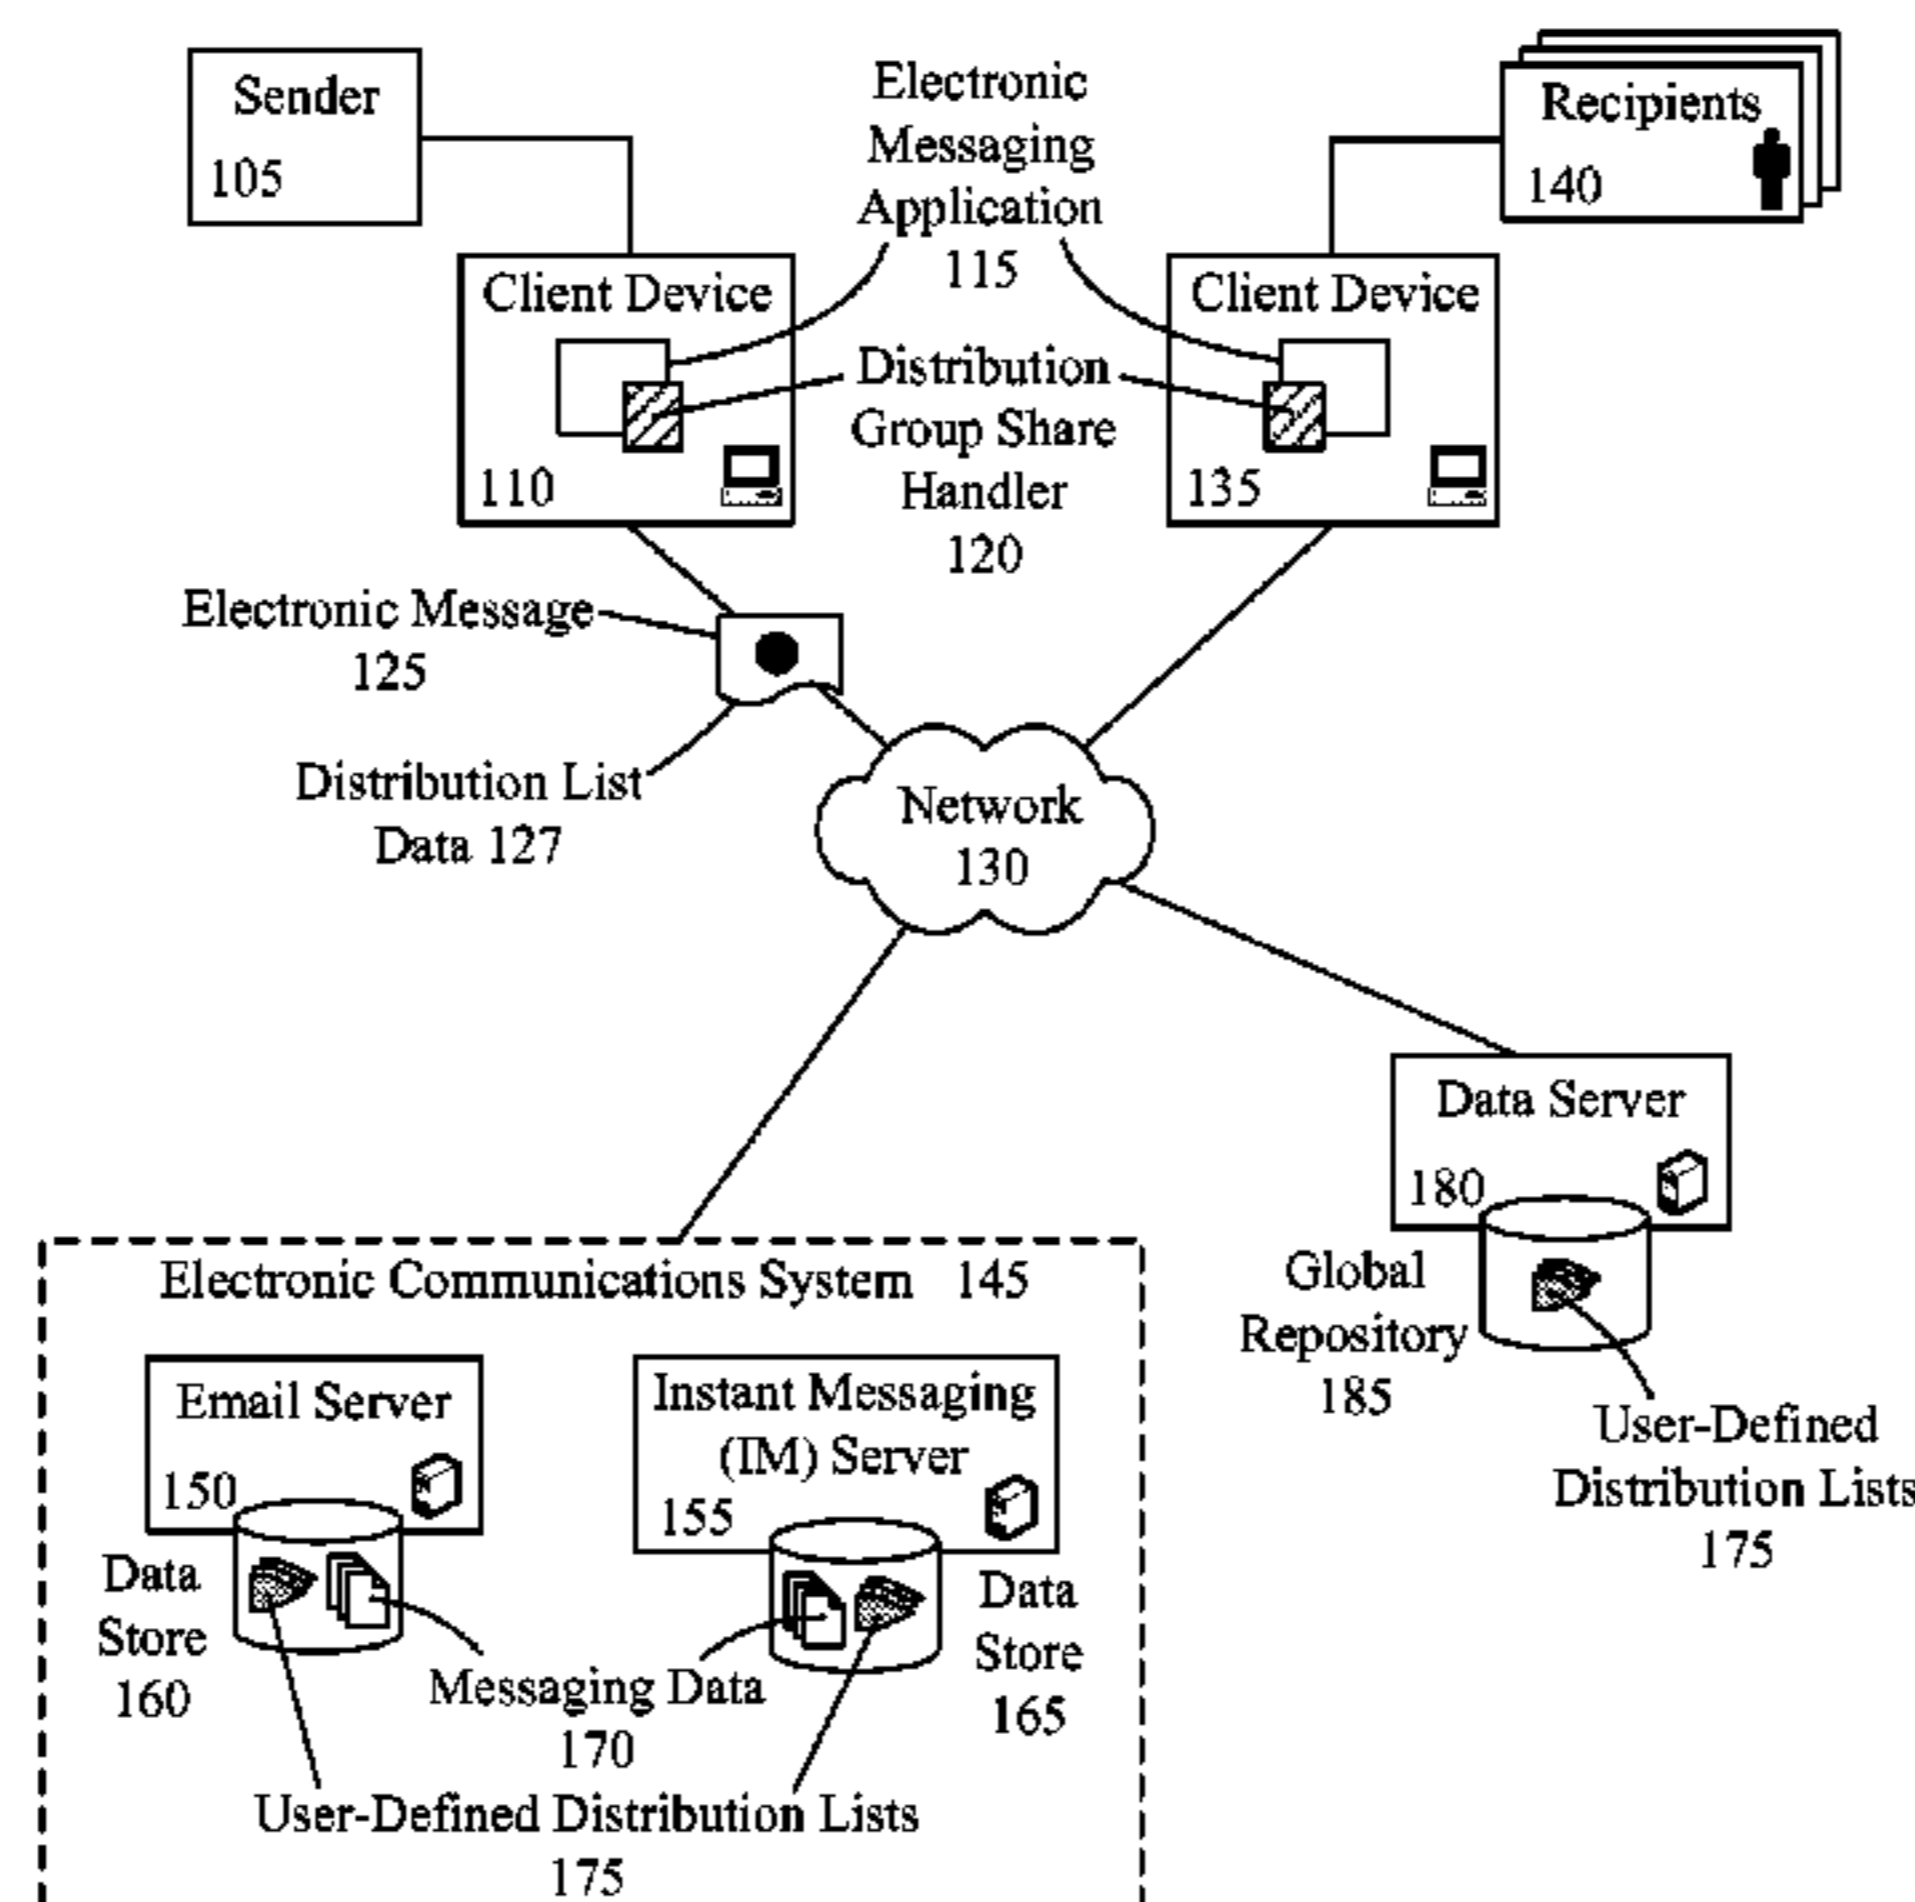 Sender
105
Electronic
Messaging
Application
115
Recipients
140
Client Device
110
Distribution
Group Share
Handler
120
Client Device
135
Electronic Message
125
Distribution List
Data 127
Network
130
Data Server
180
Global
Repository
185
User-Defined
Distribution Lists
175
Electronic Communications System 145
Email Server
150
Instant Messaging
(IM) Server
155
Data
Store
160
Data
Store
165
Messaging Data
170
User-Defined Distribution Lists
175